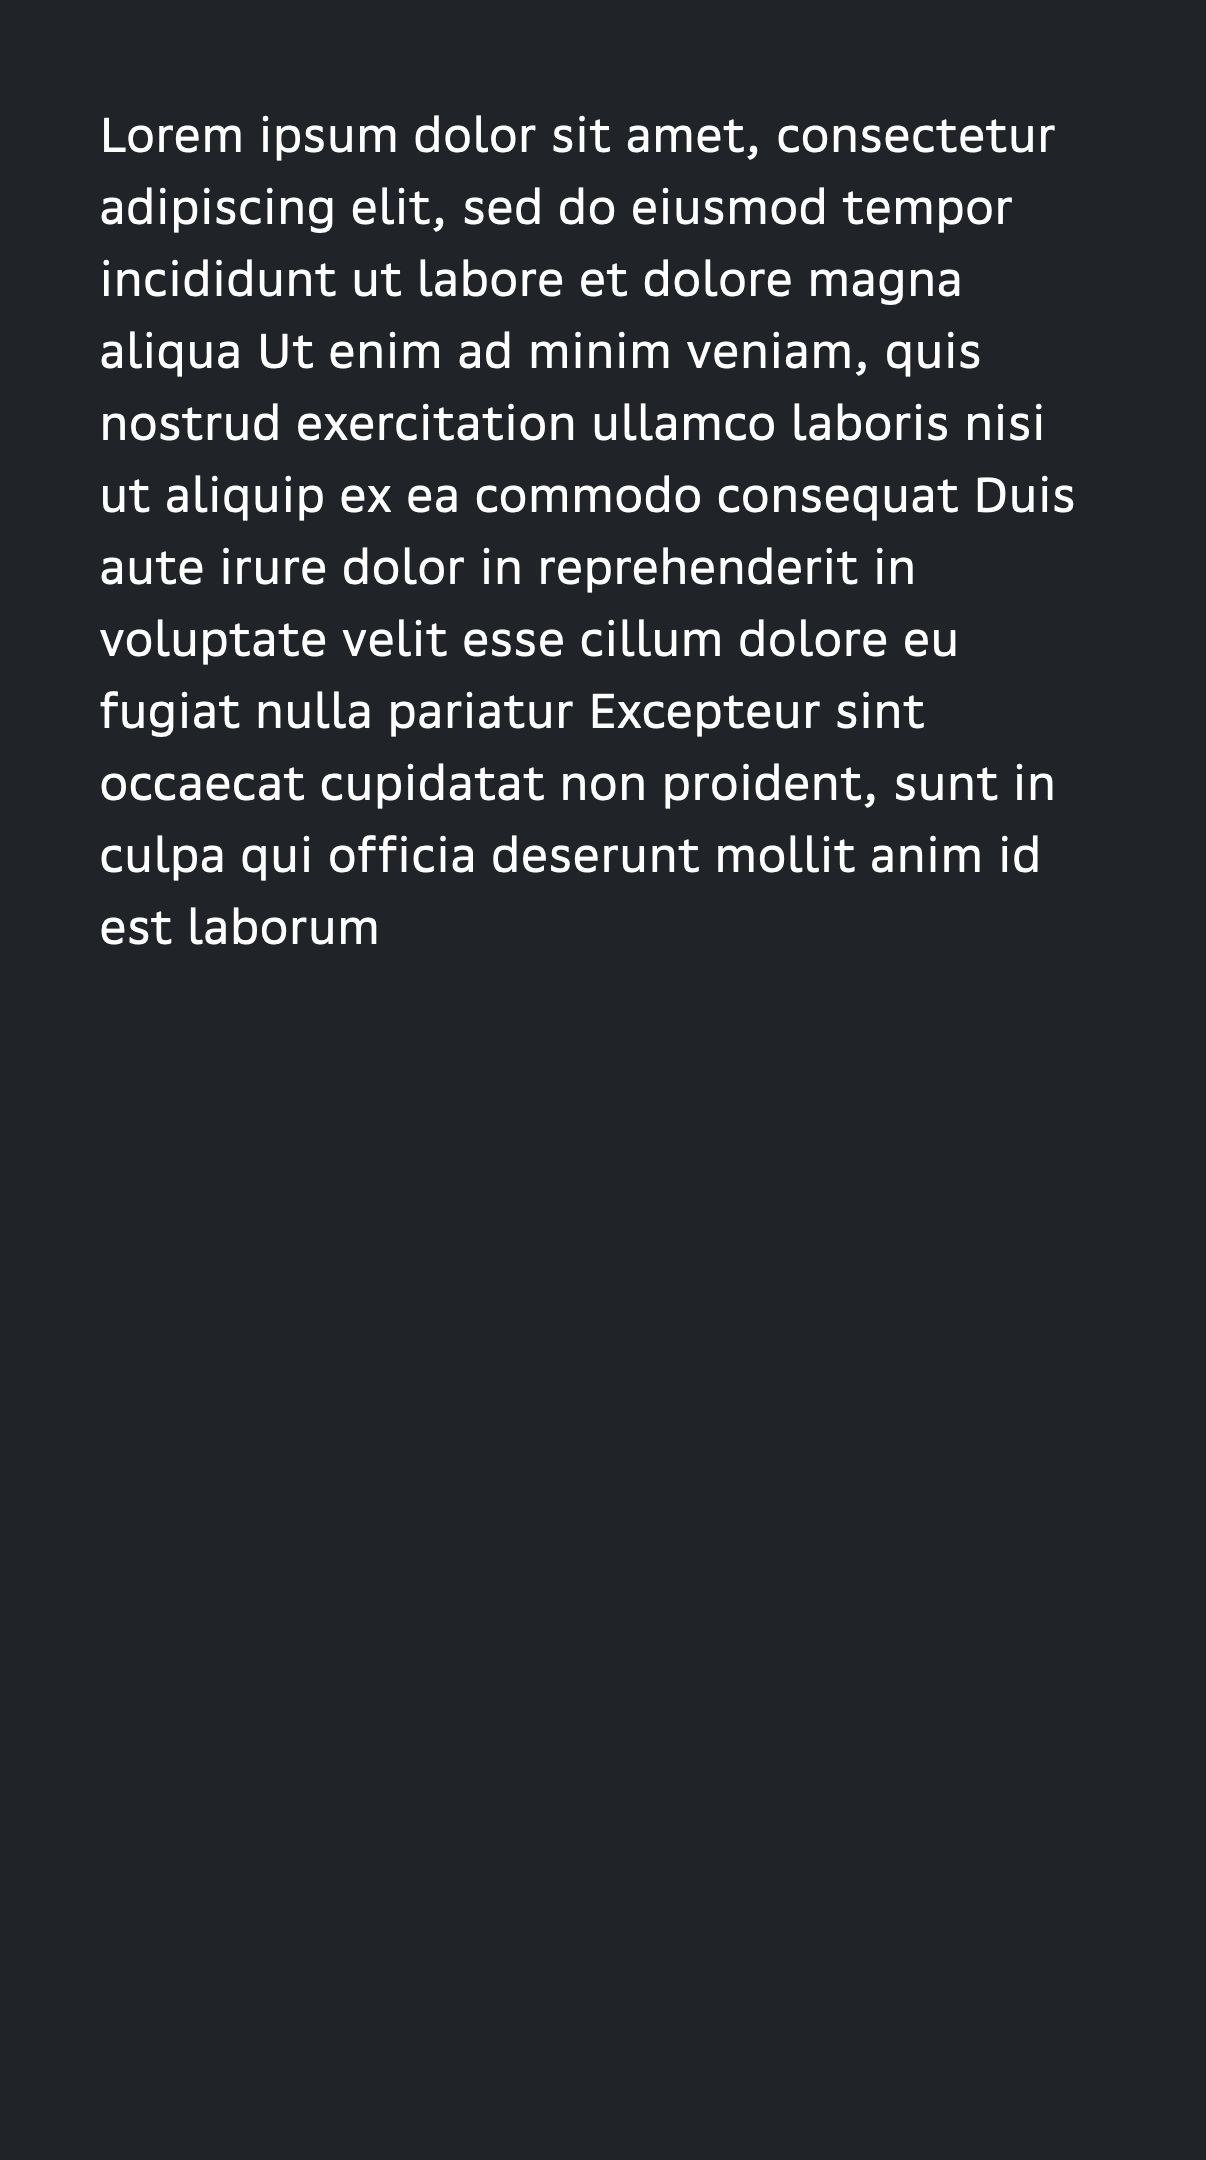 Lorem ipsum dolor sit amet, consectetur
adipiscing elit, sed do eiusmod tempor
incididunt ut labore et dolore magna
aliqua Ut enim ad minim veniam, quis
nostrud exercitation ullamco laboris nisi
ut aliquip ex ea commodo consequat Duis
aute irure dolor in reprehenderit in
voluptate velit esse cillum dolore eu
fugiat nulla pariatur Excepteur sint
occaecat cupidatat non proident, sunt in
culpa qui officia deserunt mollit anim id
est laborum